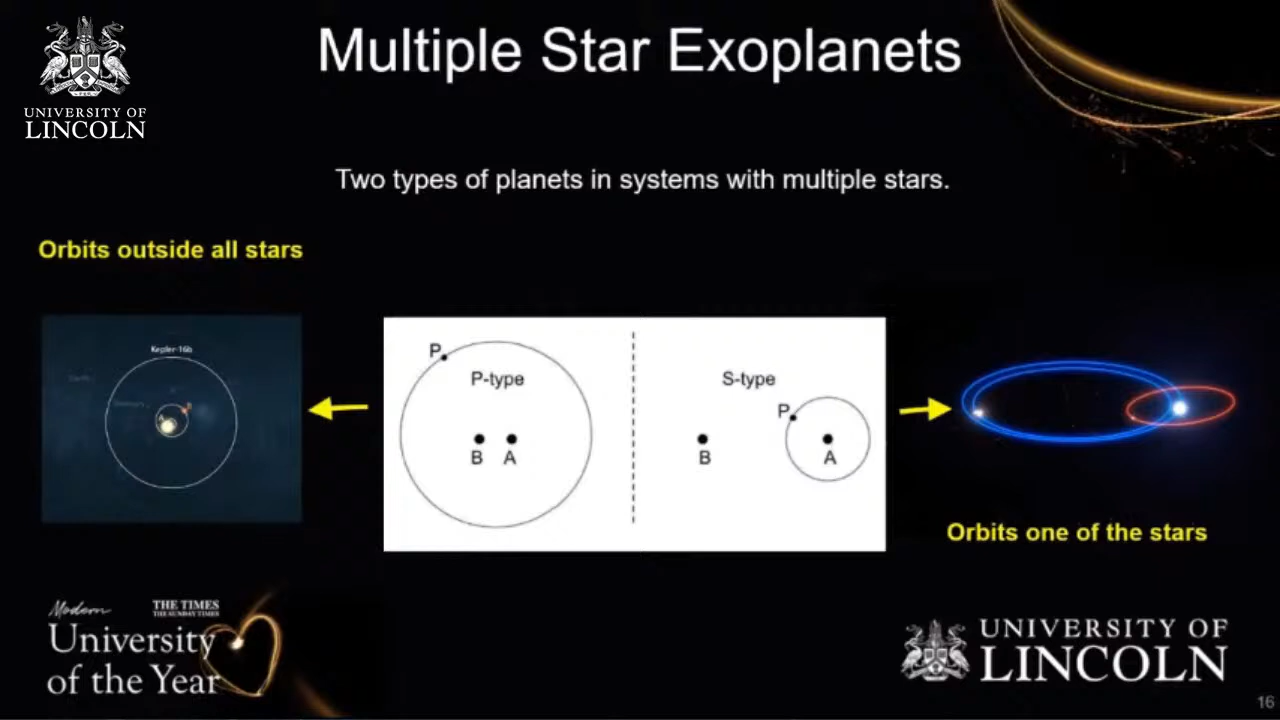 UNIVERSITY OF
LINCOLN
Multiple Star Exoplanets
Two types of planets in systems with multiple stars.
Orbits outside all stars
Kepler-16b
P
P-type
B A
S-type
P
B
A
Orbits one of the stars
Modern
THE TIMES
THE SUNDAY TIMES
University
of the Year
UNIVERSITY OF
LINCOLN
16